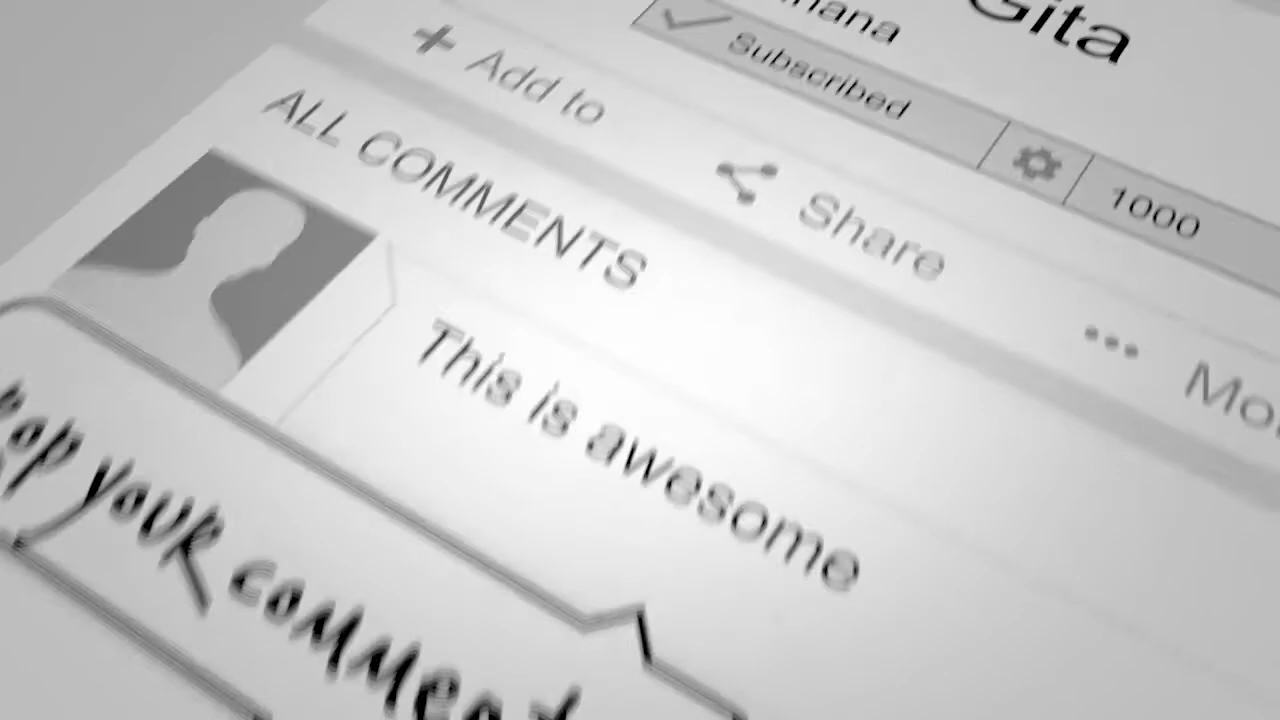 Gita
Subscribed
1000
Add to
Share
ALL COMMENTS
This is awesome
YOUR COMMENT